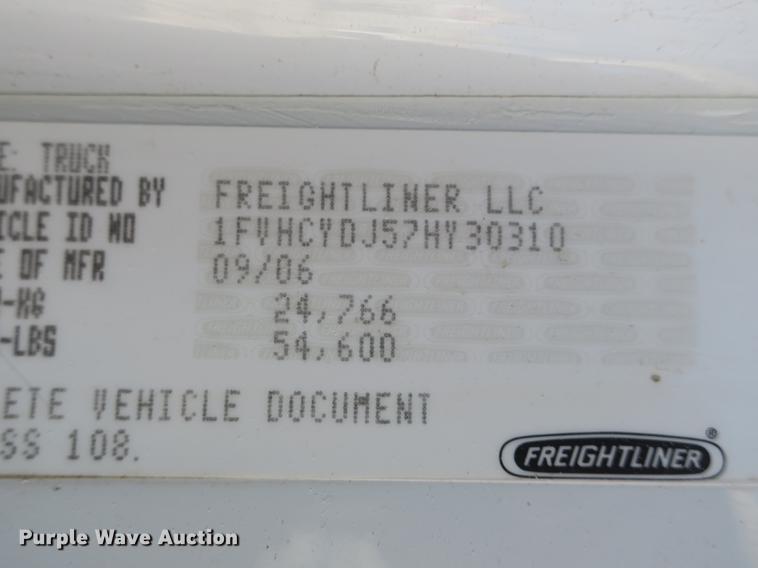 E: TRUCK
UFACTURED BY FREIGHTLINER LLC
ICLE ID NO 1FVHCYDJ57HY30310
E OF MFR 09/06
-KG 24,766
-LBS 54,600
ETE VEHICLE DOCUMENT
SS 108.
FREIGHTLINER®
Purple Wave Auction